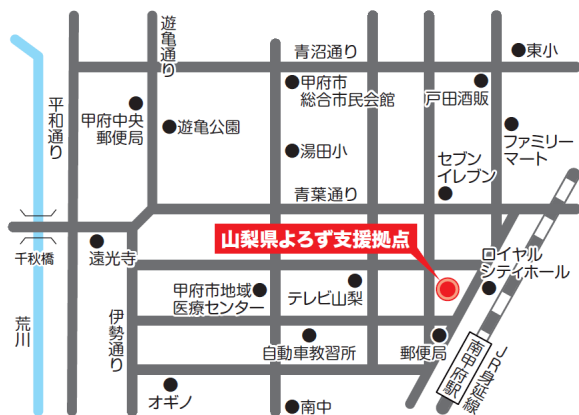 遊亀通り
青沼通り
東小
平和通り
甲府中央
郵便局
遊亀公園
甲府市
総合市民会館
戸田酒販
湯田小
セブン
イレブン
ファミリー
マート
青葉通り
千秋橋
遠光寺
山梨県よろず支援拠点
ロイヤル
シティホール
荒川
伊勢通り
甲府市地域
医療センター
テレビ山梨
自動車教習所
郵便局
南甲府駅
JR身延線
オギノ
南中